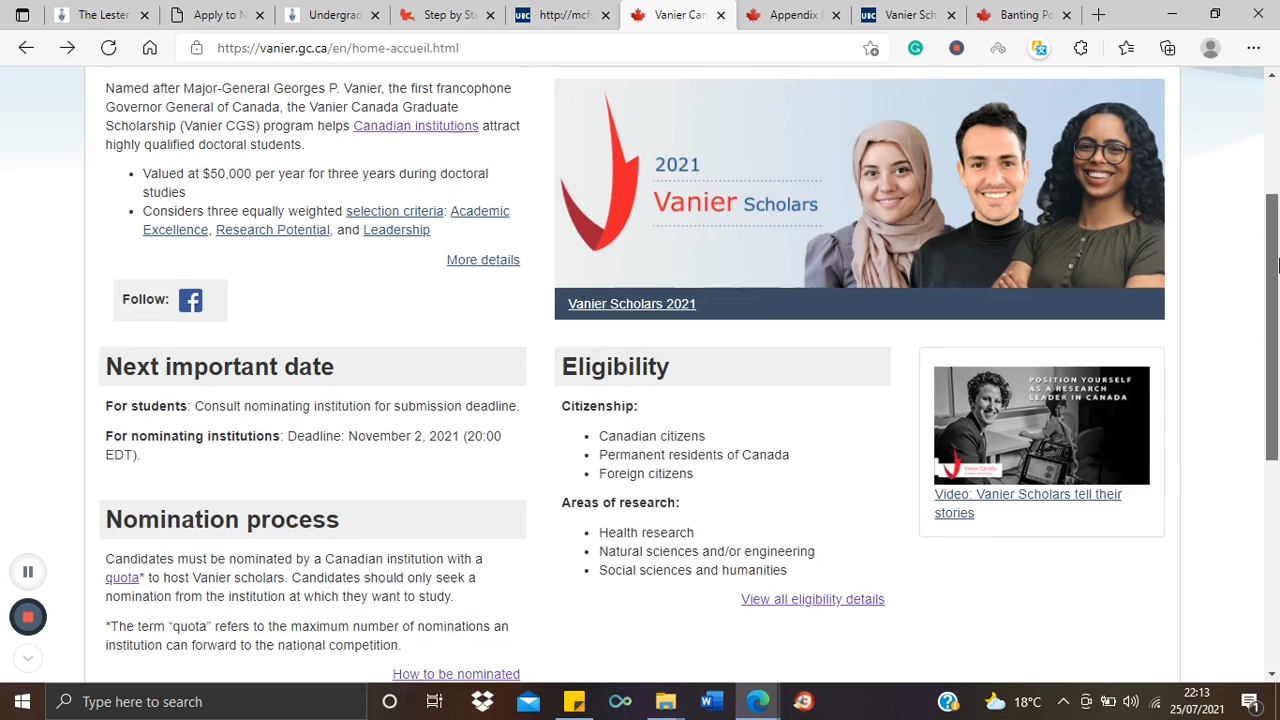 The Lester
Apply to N
Undergrad
Step by Ste
http://mcfs
Vanier Can
Appendix I
Vanier Sch
Banting Po
https://vanier.gc.ca/en/home-accueil.html
Named after Major-General Georges P. Vanier, the first francophone
Governor General of Canada, the Vanier Canada Graduate
Scholarship (Vanier CGS) program helps Canadian institutions attract
highly qualified doctoral students.
Valued at $50,000 per year for three years during doctoral
studies
Considers three equally weighted selection criteria: Academic
Excellence, Research Potential, and Leadership
More details
Follow:
2021
Vanier Scholars
Vanier Scholars 2021
Next important date
For students: Consult nominating institution for submission deadline.
For nominating institutions: Deadline: November 2, 2021 (20:00
EDT).
Nomination process
Candidates must be nominated by a Canadian institution with a
quota* to host Vanier scholars. Candidates should only seek a
nomination from the institution at which they want to study.
*The term “quota” refers to the maximum number of nominations an
institution can forward to the national competition.
How to be nominated
Eligibility
Citizenship:
Canadian citizens
Permanent residents of Canada
Foreign citizens
Areas of research:
Health research
Natural sciences and/or engineering
Social sciences and humanities
View all eligibility details
POSITION YOURSELF
AS A RESEARCH
LEADER IN CANADA
Video: Vanier Scholars tell their
stories
Type here to search
18°C
22:13
25/07/2021